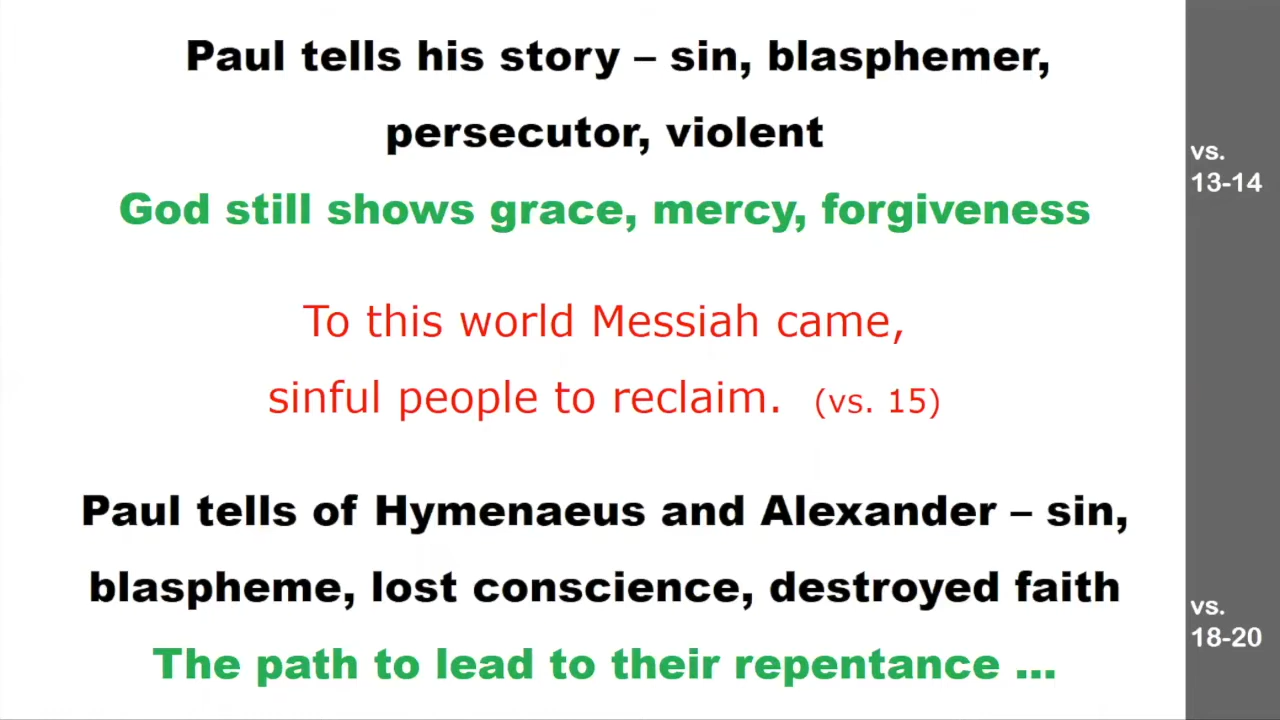 Paul tells his story – sin, blasphemer,
persecutor, violent
vs.
13-14
God still shows grace, mercy, forgiveness
To this world Messiah came,
sinful people to reclaim. (vs. 15)
Paul tells of Hymenaeus and Alexander – sin,
blaspheme, lost conscience, destroyed faith
vs.
18-20
The path to lead to their repentance ...